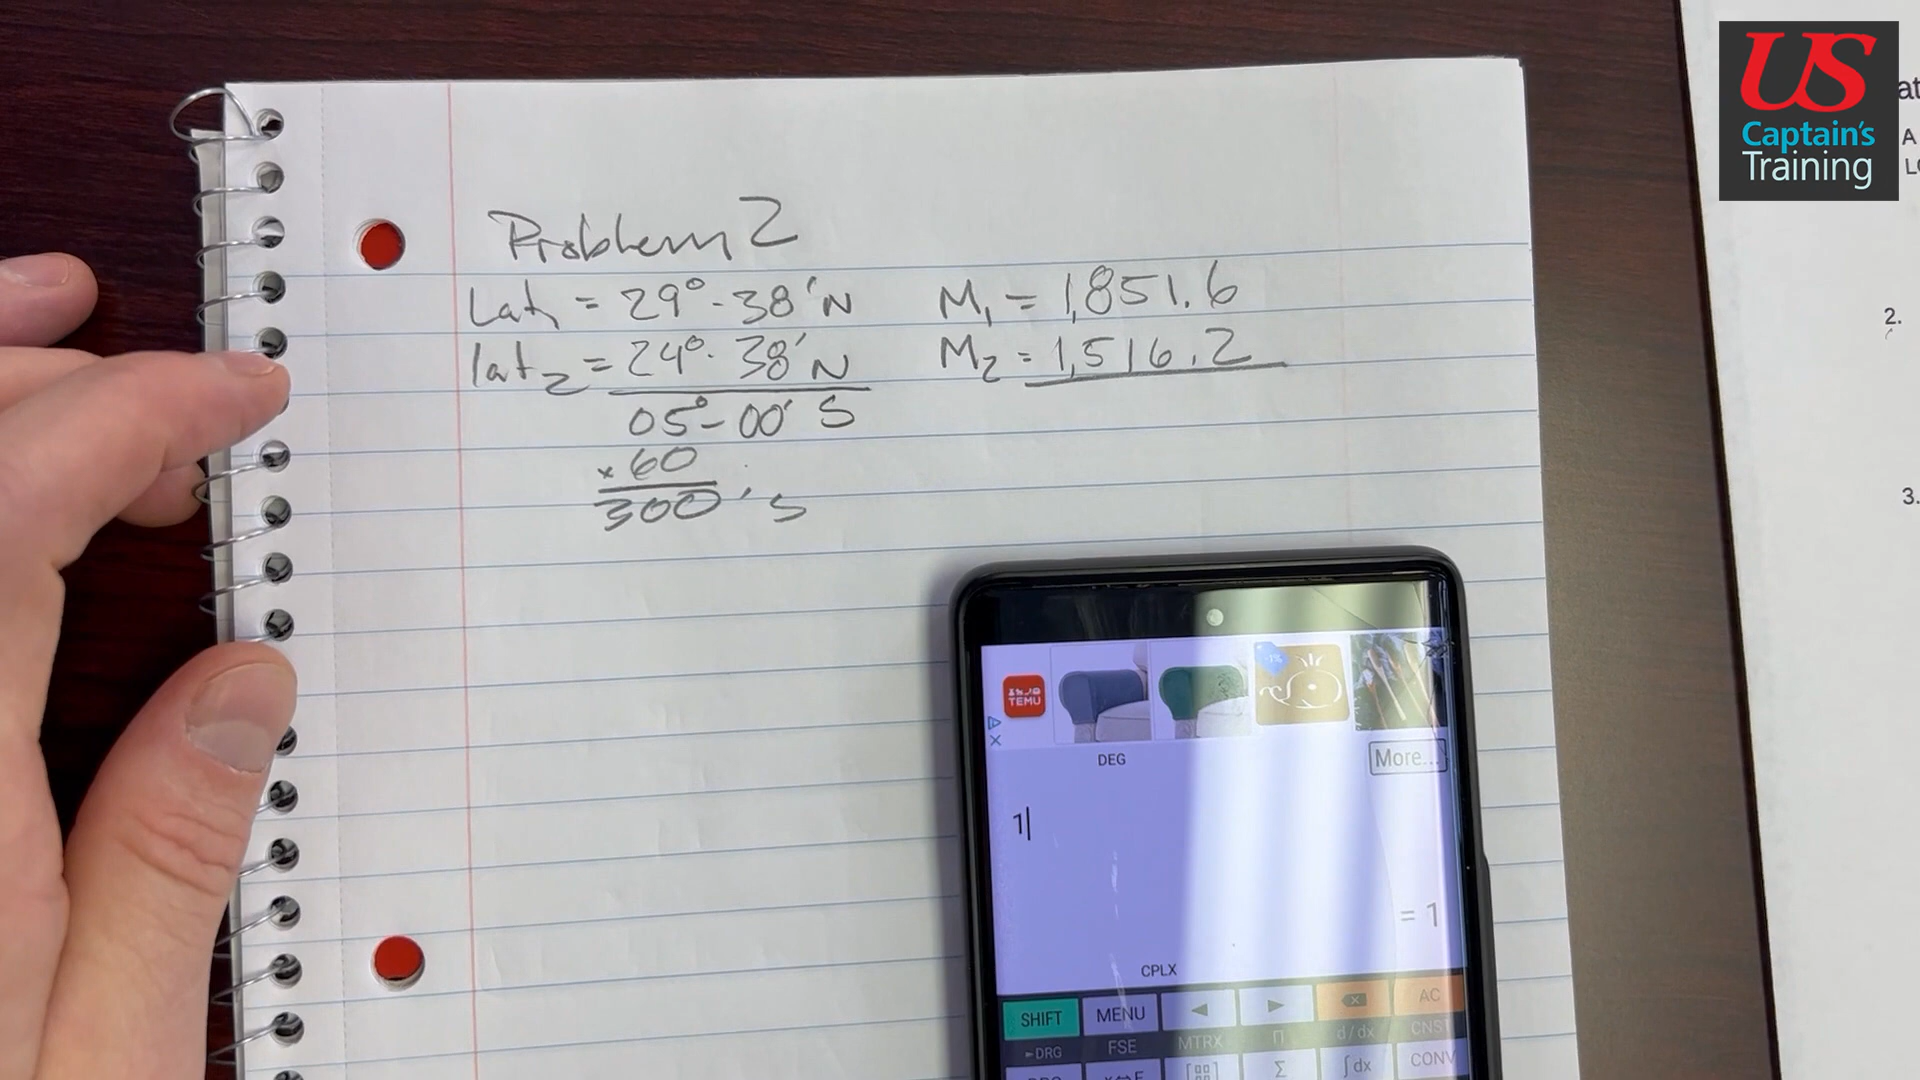 US
Captain's
Training
at
A
LO
2.
3.
Problem 2
Lat₁ = 29° - 38' N
M₁ = 1,851.6
lat₂ = 24° - 38' N
M₂ = 1,516.2
05° - 00' S
× 60
300' S
TEMU
DEG
More...
1
= 1
CPLX
SHIFT
MENU
◄
►
AC
►DRG
FSE
MTRX
Π
d/dx
CNST
Σ
∫dx
CONV